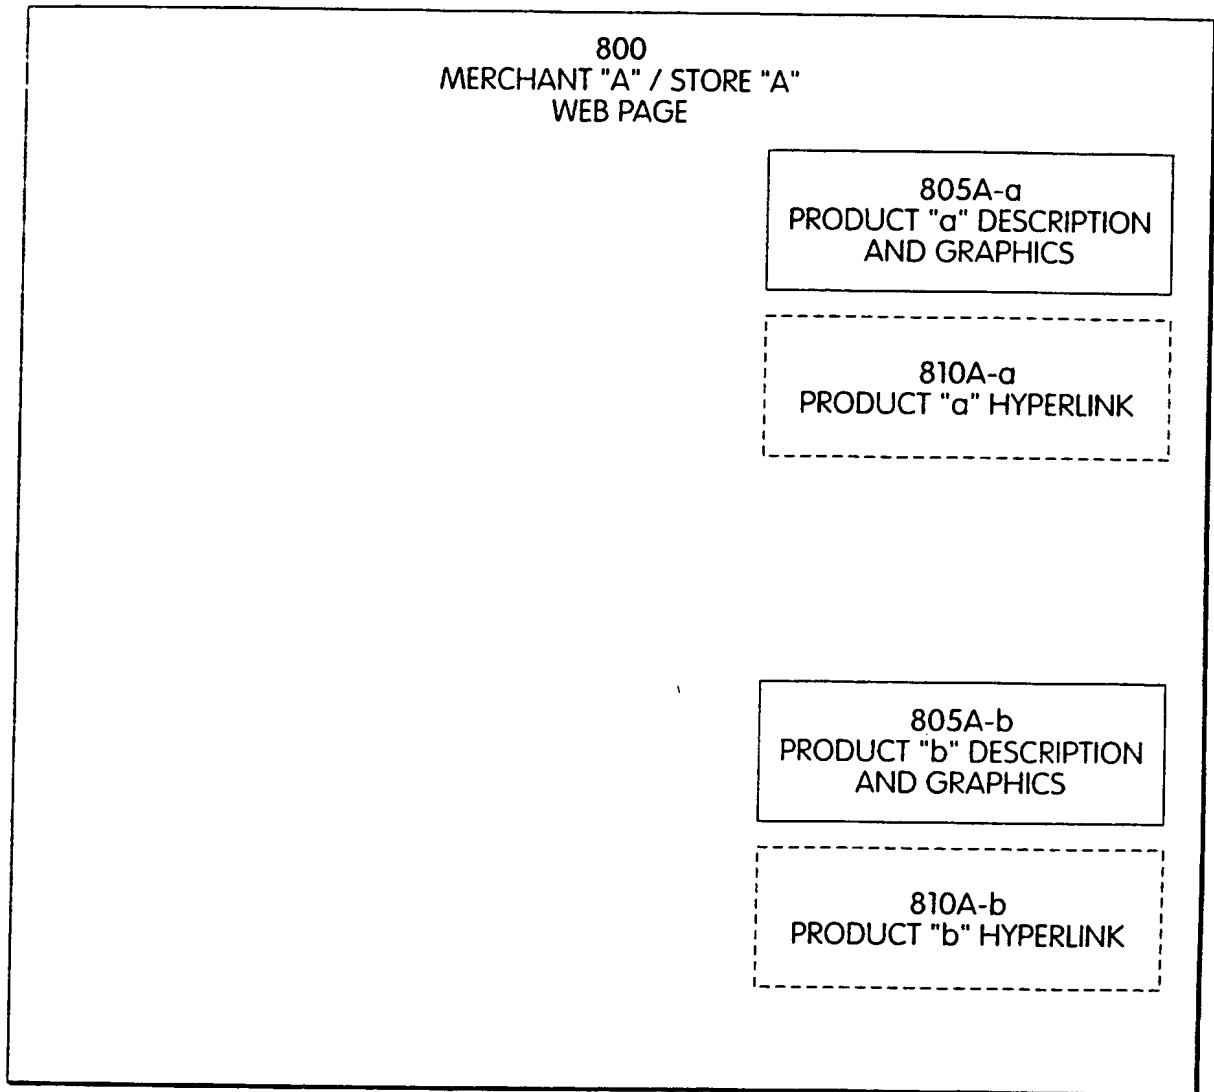 800
MERCHANT "A" / STORE "A"
WEB PAGE
805A-a
PRODUCT "a" DESCRIPTION
AND GRAPHICS
810A-a
PRODUCT "a" HYPERLINK
805A-b
PRODUCT "b" DESCRIPTION
AND GRAPHICS
810A-b
PRODUCT "b" HYPERLINK